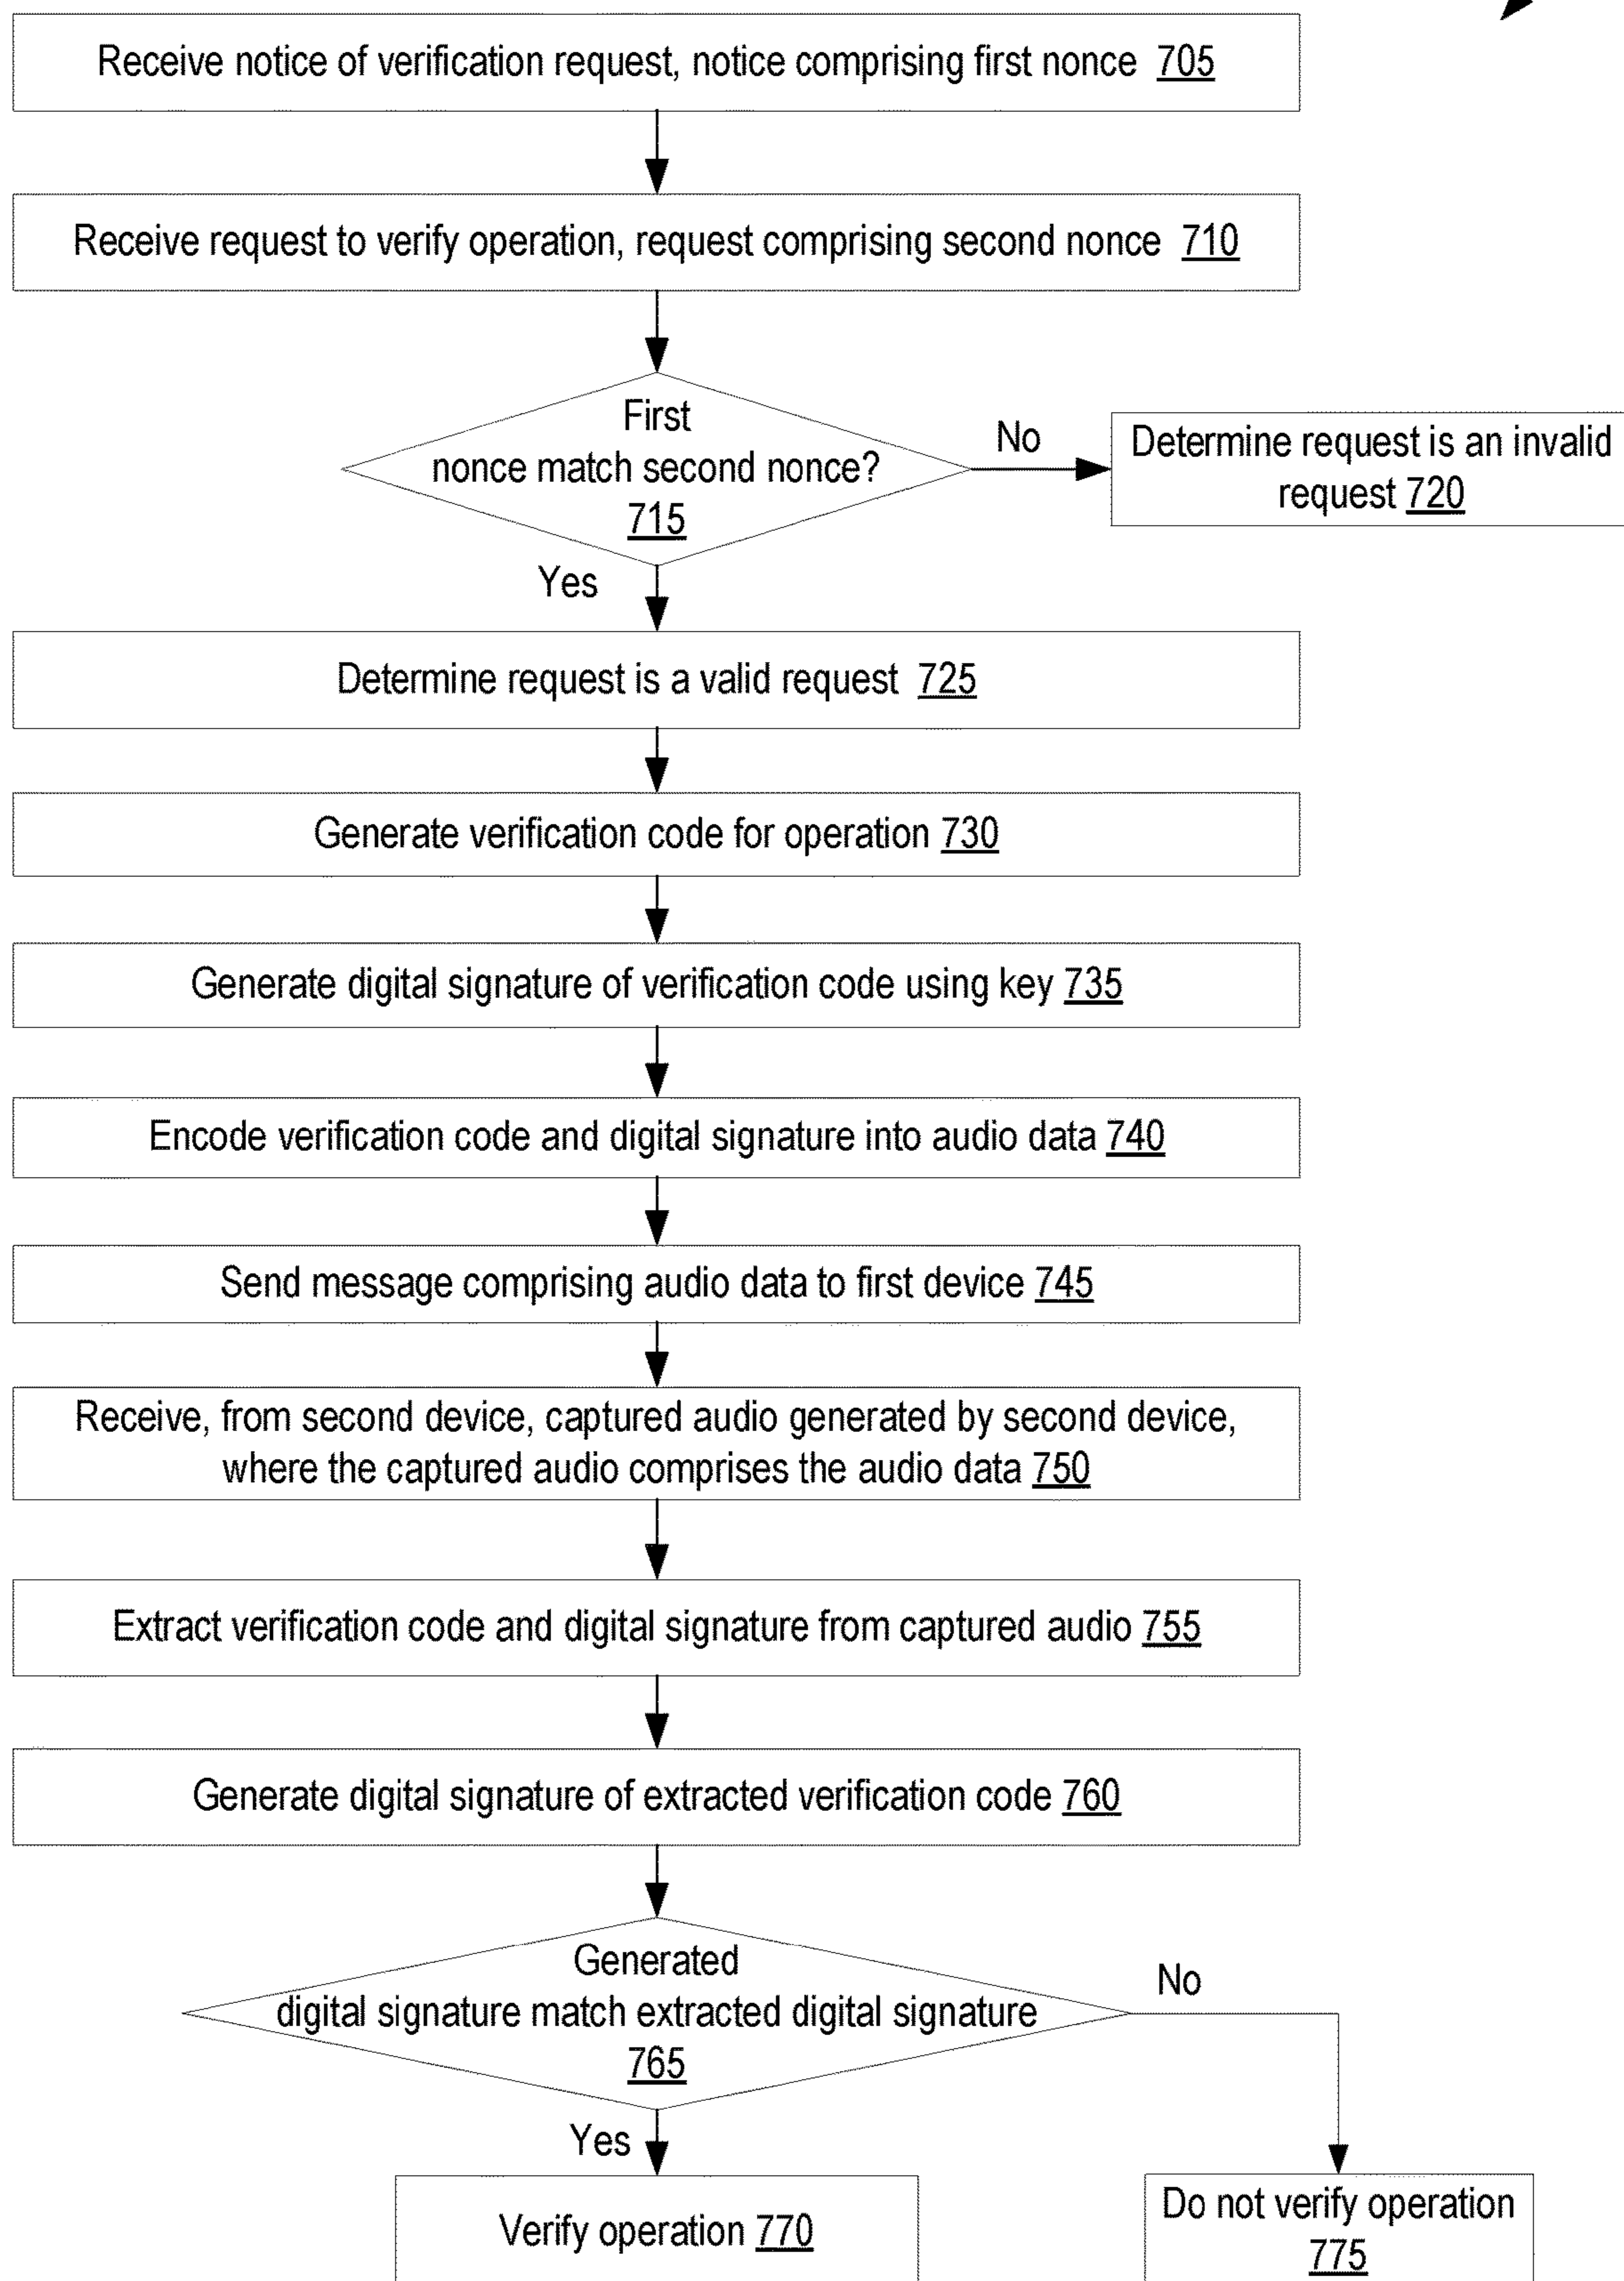 Receive notice of verification request, notice comprising first nonce 705
Receive request to verify operation, request comprising second nonce 710
First
nonce match second nonce?
715
No
Determine request is an invalid
request 720
Yes
Determine request is a valid request 725
Generate verification code for operation 730
Generate digital signature of verification code using key 735
Encode verification code and digital signature into audio data 740
Send message comprising audio data to first device 745
Receive, from second device, captured audio generated by second device,
where the captured audio comprises the audio data 750
Extract verification code and digital signature from captured audio 755
Generate digital signature of extracted verification code 760
Generated
digital signature match extracted digital signature
765
No
Yes
Verify operation 770
Do not verify operation
775